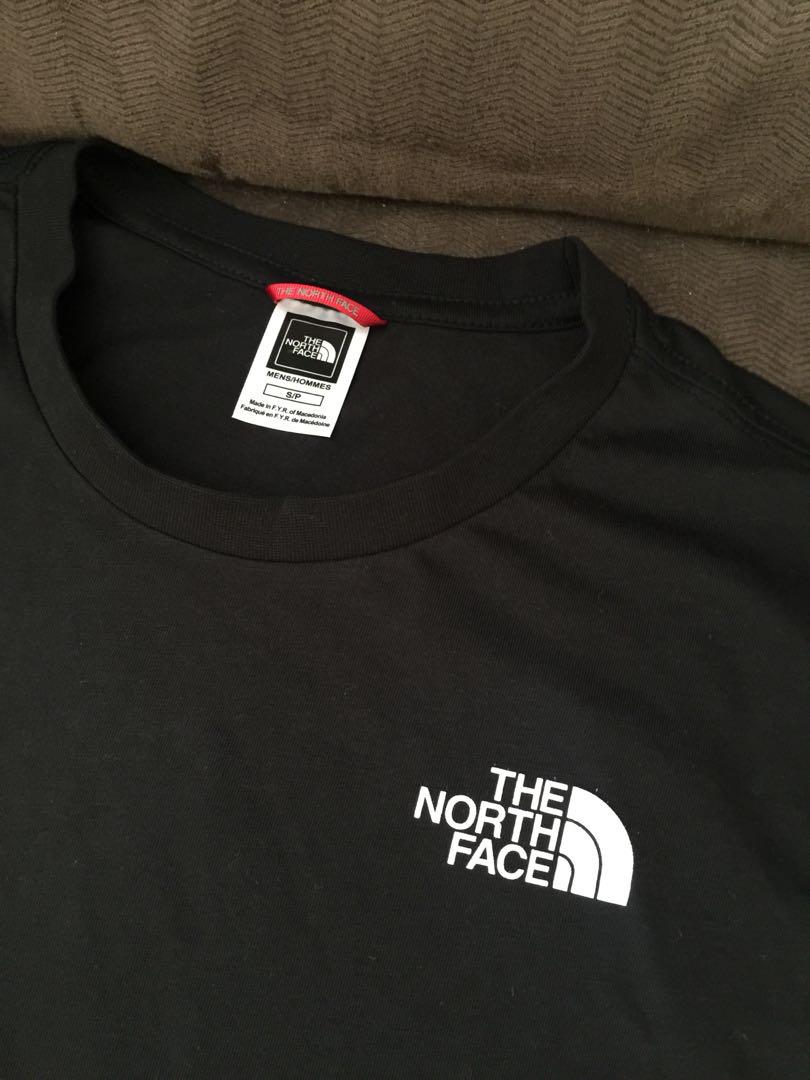 THE NORTH FACE
THE
NORTH
FACE
MENS/HOMMES
S/P
Made in F.Y.R. of Macedonia
Fabriqué en F.Y.R. de Macédoine
THE
NORTH
FACE